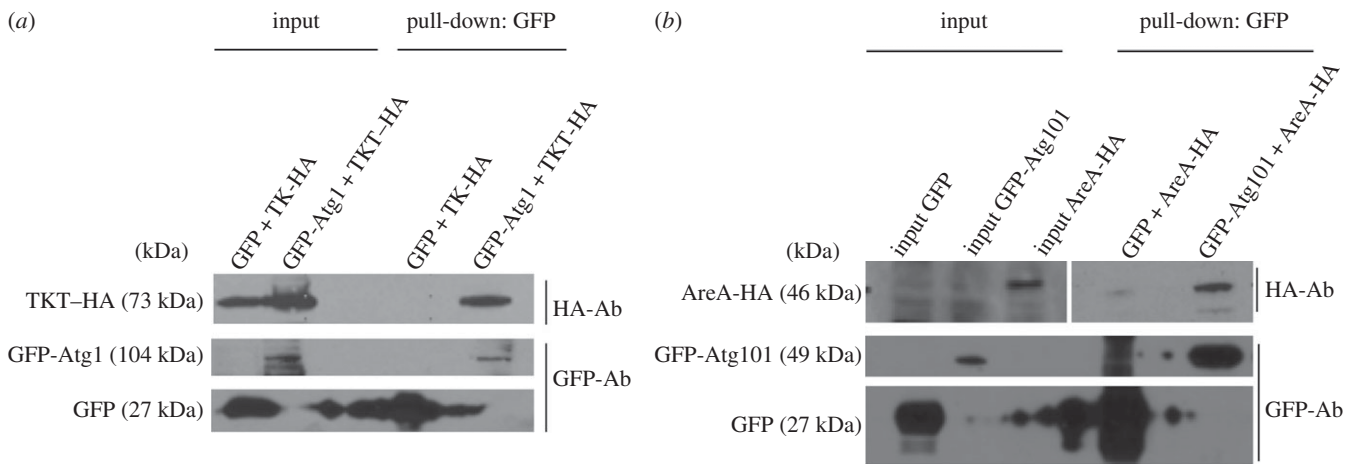 (a)
input
pull-down: GFP
GFP + TK-HA
GFP-Atg1 + TKT–HA
GFP + TK-HA
GFP-Atg1 + TKT-HA
(kDa)
TKT–HA (73 kDa)
HA-Ab
GFP-Atg1 (104 kDa)
GFP-Ab
GFP (27 kDa)
(b)
input
pull-down: GFP
input GFP
input GFP-Atg101
input AreA-HA
GFP + AreA-HA
GFP-Atg101 + AreA-HA
(kDa)
AreA-HA (46 kDa)
HA-Ab
GFP-Atg101 (49 kDa)
GFP-Ab
GFP (27 kDa)